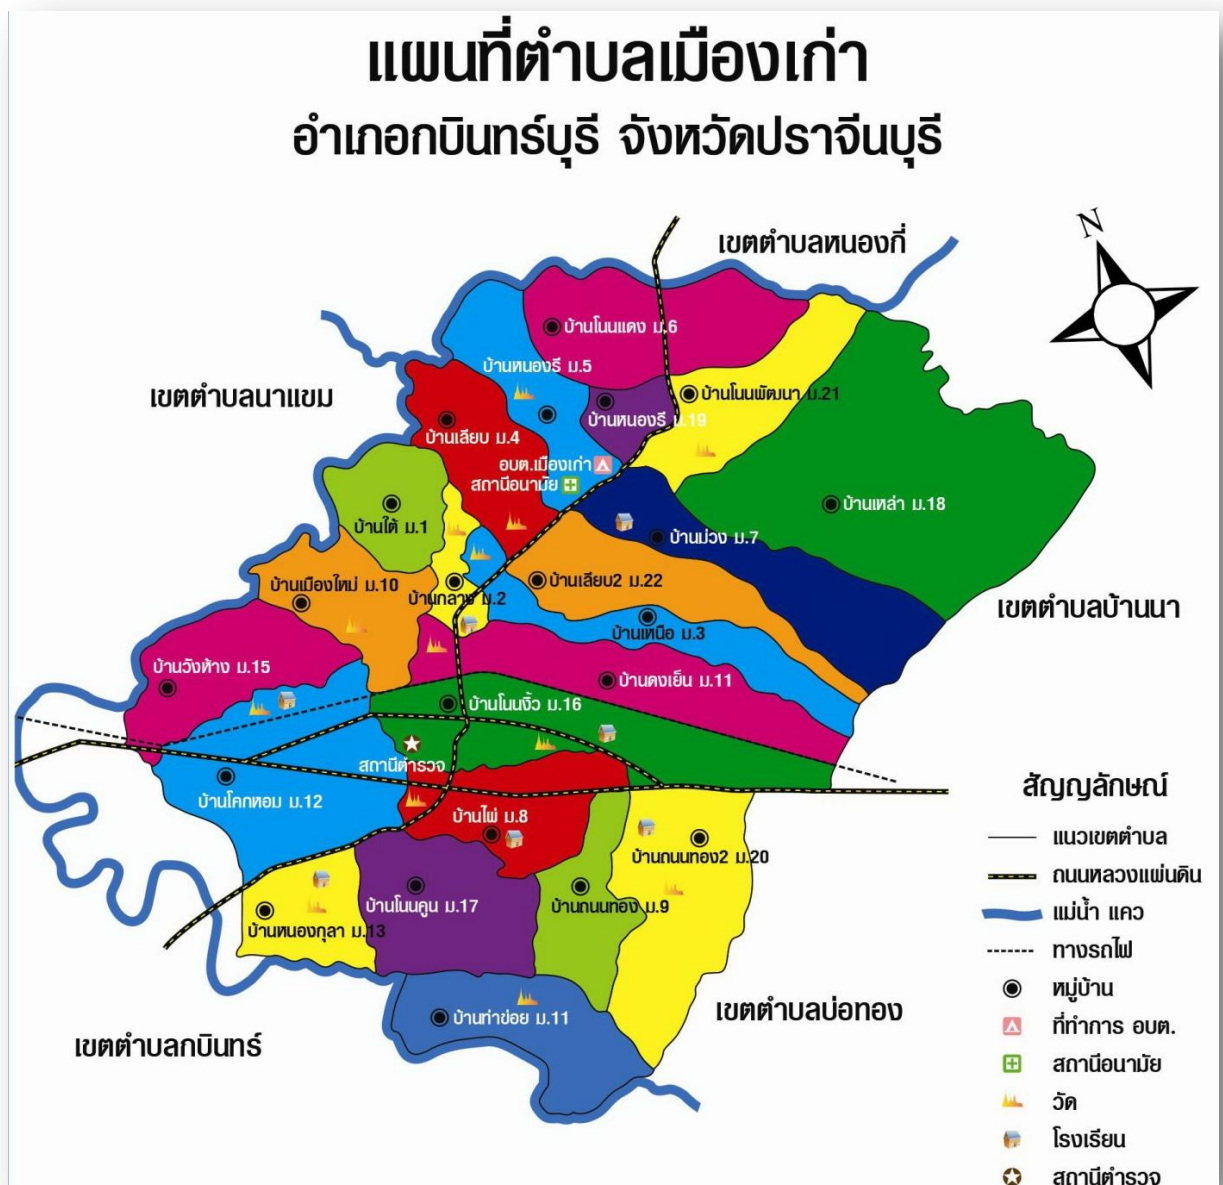 แผนที่ตำบลเมืองเก่า
อำเภอกบินทร์บุรี จังหวัดปราจีนบุรี
N
เขตตำบลหนองกี่
บ้านโนนแดง ม.6
บ้านหนองรี ม.5
เขตตำบลนาแขม
บ้านโนนพัฒนา ม.21
บ้านหนองรี ม.19
บ้านเลียบ ม.4
อบต.เมืองเก่า
สถานีอนามัย
บ้านเหล่า ม.18
บ้านใต้ ม.1
บ้านม่วง ม.7
บ้านเมืองใหม่ ม.10
บ้านเลียบ2 ม.22
บ้านกลาง ม.2
เขตตำบลบ้านนา
บ้านเหนือ ม.3
บ้านวังห้าง ม.15
บ้านดงเย็น ม.11
บ้านโนนงิ้ว ม.16
สถานีตำรวจ
บ้านโคกหอม ม.12
บ้านไผ่ ม.8
บ้านถนนทอง2 ม.20
บ้านโนนคูน ม.17
บ้านถนนทอง ม.9
บ้านหนองกุลา ม.13
บ้านท่าข่อย ม.11
เขตตำบลบ่อทอง
เขตตำบลกบินทร์
สัญญลักษณ์
แนวเขตตำบล
ถนนหลวงแผ่นดิน
แม่น้ำ แคว
ทางรถไฟ
หมู่บ้าน
ที่ทำการ อบต.
สถานีอนามัย
วัด
โรงเรียน
สถานีตำรวจ